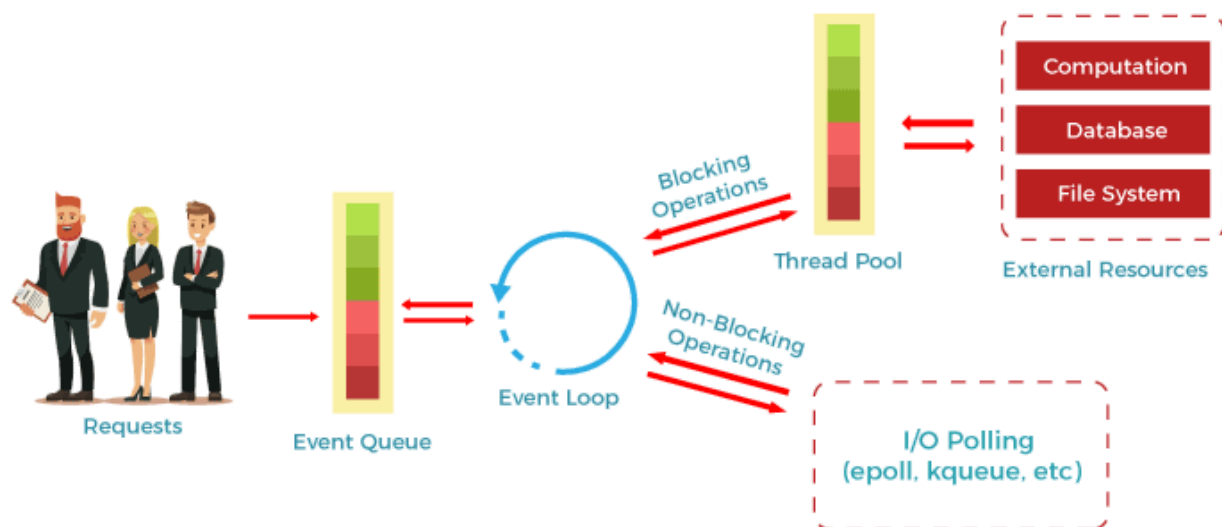 Requests
Event Queue
Event Loop
Blocking
Operations
Non-Blocking
Operations
Thread Pool
Computation
Database
File System
External Resources
I/O Polling
(epoll, kqueue, etc)